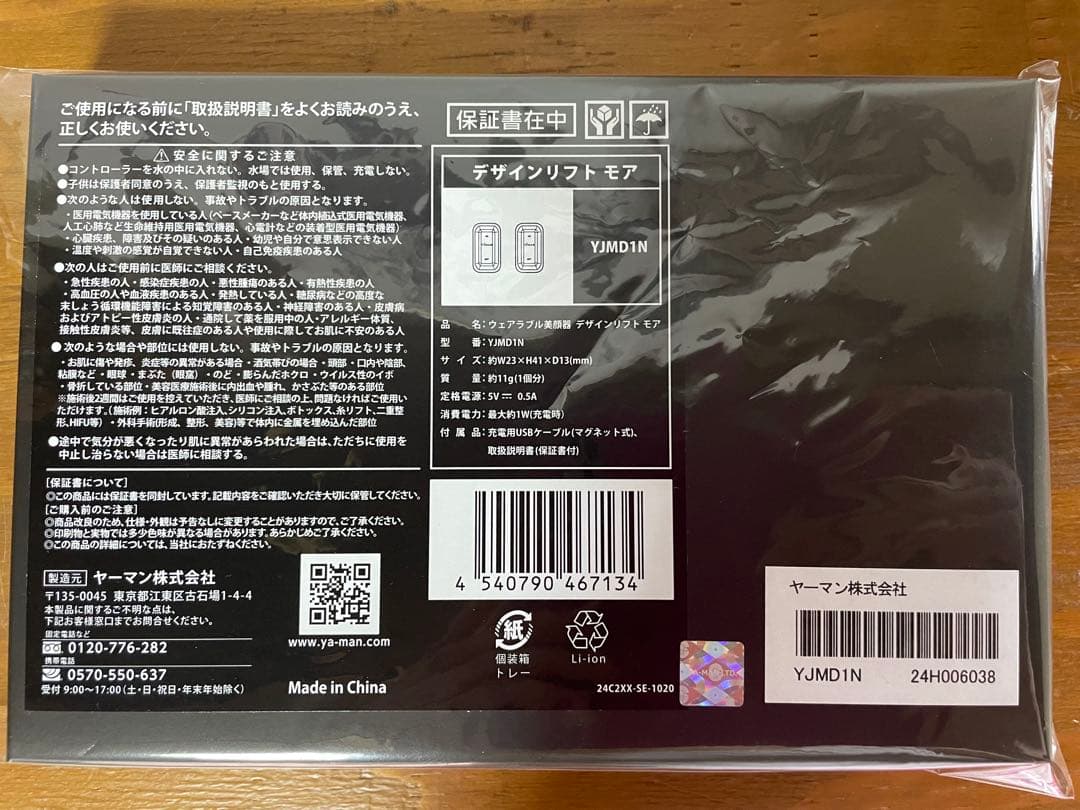 ご使用になる前に「取扱説明書」をよくお読みのうえ、
正しくお使いください。
安全に関するご注意
●コントローラーを水の中に入れない。水場では使用、保管、充電しない。
●子供は保護者同意のうえ、保護者監視のもと使用する。
●次のような人は使用しない。事故やトラブルの原因となります。
・医用電気機器を使用している人(ペースメーカーなど体内植込式医用電気機器、
人工心肺など生命維持用医用電気機器、心電計などの装着型医用電気機器)
・心臓疾患、障害及びその疑いのある人・幼児や自分で意思表示できない人
・温度や刺激の感覚が自覚できない人・自己免疫疾患のある人
●次の人はご使用前に医師にご相談ください。
・急性疾患の人・感染症疾患の人・悪性腫瘍のある人・有熱性疾患の人
・高血圧の人や血液疾患のある人・発熱している人・糖尿病などの高度な
末しょう循環機能障害による知覚障害のある人・神経障害のある人・皮膚病
およびアトピー性皮膚炎の人・通院して薬を服用中の人・アレルギー体質、
接触性皮膚炎等、皮膚に既往症のある人や使用に際してお肌に不安のある人
●次のような場合や部位には使用しない。事故やトラブルの原因となります。
・お肌に傷や発疹、炎症等の異常がある場合・酒気帯びの場合・頭部・口内や陰部、
粘膜など・眼球・まぶた(眼窩)・のど・膨らんだホクロ・ウイルス性のイボ
・骨折している部位・美容医療施術後に内出血や腫れ、かさぶた等のある部位
※施術後2週間はご使用を控えていただき、医師にご相談の上、問題なければご使用い
ただけます。(施術例:ヒアルロン酸注入、シリコン注入、ボトックス、糸リフト、二重整
形、HIFU等)・外科手術(形成、整形、美容)等で体内に金属を埋め込んだ部位
●途中で気分が悪くなったり肌に異常があらわれた場合は、ただちに使用を
中止し治らない場合は医師に相談する。
[保証書について]
◎この商品には保証書を同封しています。記載内容をご確認いただき大切に保管してください。
[ご購入前のご注意]
◎商品改良のため、仕様・外観は予告なしに変更することがありますので、ご了承ください。
◎印刷物と実物では多少色味が異なる場合があります。あらかじめご了承ください。
◎この商品の詳細については、当社におたずねください。
製造元 ヤーマン株式会社
〒135-0045 東京都江東区古石場1-4-4
本製品に関するご不明な点は、
下記お客様窓口までお問合せください。
固定電話など
0120-776-282
携帯電話
0570-550-637
受付 9:00〜17:00(土・日・祝日・年末年始除く)
www.ya-man.com
Made in China
保証書在中
デザインリフト モア
YJMD1N
品 名:ウェアラブル美顔器 デザインリフト モア
型 番:YJMD1N
サイズ:約W23×H41×D13(mm)
質 量:約11g(1個分)
定格電源:5V⎓ 0.5A
消費電力:最大約1W(充電時)
付属品:充電用USBケーブル(マグネット式)、
取扱説明書(保証書付)
4 540790 467134
紙
個装箱
トレー
Li-ion
24C2XX-SE-1020
YA-MAN LTD.
ヤーマン株式会社
YJMD1N 24H006038